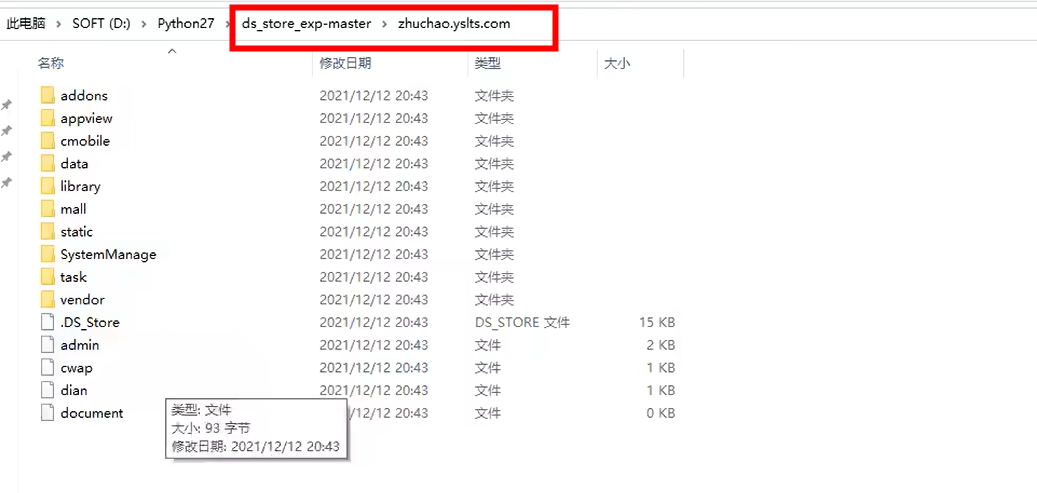 此电脑 > SOFT (D:) > Python27 > ds_store_exp-master > zhuchao.yslts.com
名称 修改日期 类型 大小
addons 2021/12/12 20:43 文件夹
appview 2021/12/12 20:43 文件夹
cmobile 2021/12/12 20:43 文件夹
data 2021/12/12 20:43 文件夹
library 2021/12/12 20:43 文件夹
mall 2021/12/12 20:43 文件夹
static 2021/12/12 20:43 文件夹
SystemManage 2021/12/12 20:43 文件夹
task 2021/12/12 20:43 文件夹
vendor 2021/12/12 20:43 文件夹
.DS_Store 2021/12/12 20:43 DS_STORE 文件 15 KB
admin 2021/12/12 20:43 文件 2 KB
cwap 2021/12/12 20:43 文件 1 KB
dian 2021/12/12 20:43 文件 1 KB
document /12/12 20:43 文件 0 KB
类型: 文件
大小: 93 字节
修改日期: 2021/12/12 20:43